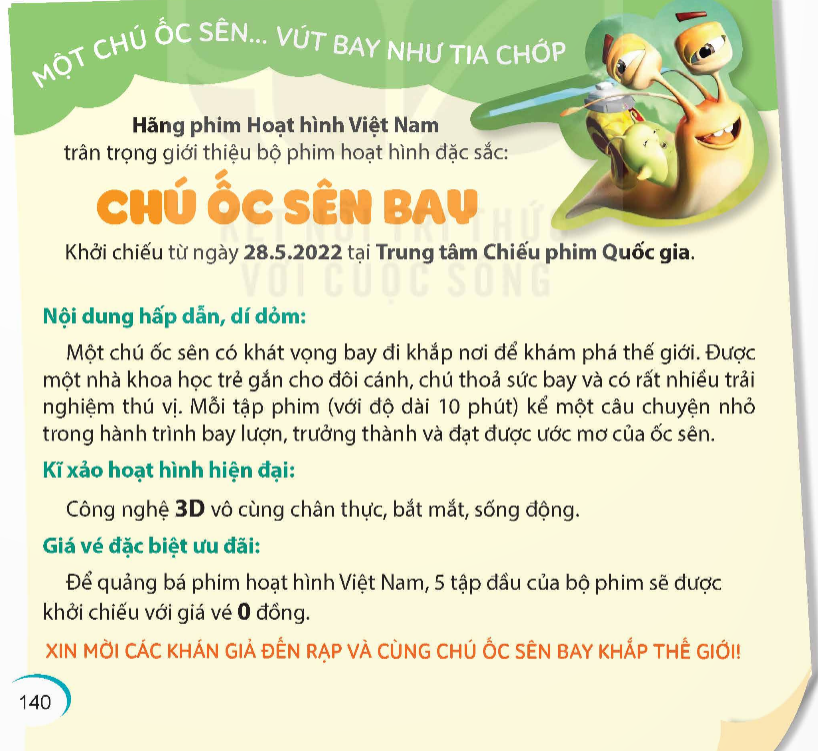 MỘT CHÚ ỐC SÊN... VÚT BAY NHƯ TIA CHỚP
Hãng phim Hoạt hình Việt Nam
trân trọng giới thiệu bộ phim hoạt hình đặc sắc:
CHÚ ỐC SÊN BAY
KẾT NỐI TRI THỨC
Khởi chiếu từ ngày 28.5.2022 tại Trung tâm Chiếu phim Quốc gia.
VỚI CUỘC SỐNG
Nội dung hấp dẫn, dí dỏm:
Một chú ốc sên có khát vọng bay đi khắp nơi để khám phá thế giới. Được
một nhà khoa học trẻ gắn cho đôi cánh, chú thoả sức bay và có rất nhiều trải
nghiệm thú vị. Mỗi tập phim (với độ dài 10 phút) kể một câu chuyện nhỏ
trong hành trình bay lượn, trưởng thành và đạt được ước mơ của ốc sên.
Kĩ xảo hoạt hình hiện đại:
Công nghệ 3D vô cùng chân thực, bắt mắt, sống động.
Giá vé đặc biệt ưu đãi:
Để quảng bá phim hoạt hình Việt Nam, 5 tập đầu của bộ phim sẽ được
khởi chiếu với giá vé 0 đồng.
XIN MỜI CÁC KHÁN GIẢ ĐẾN RẠP VÀ CÙNG CHÚ ỐC SÊN BAY KHẮP THẾ GIỚI!
140